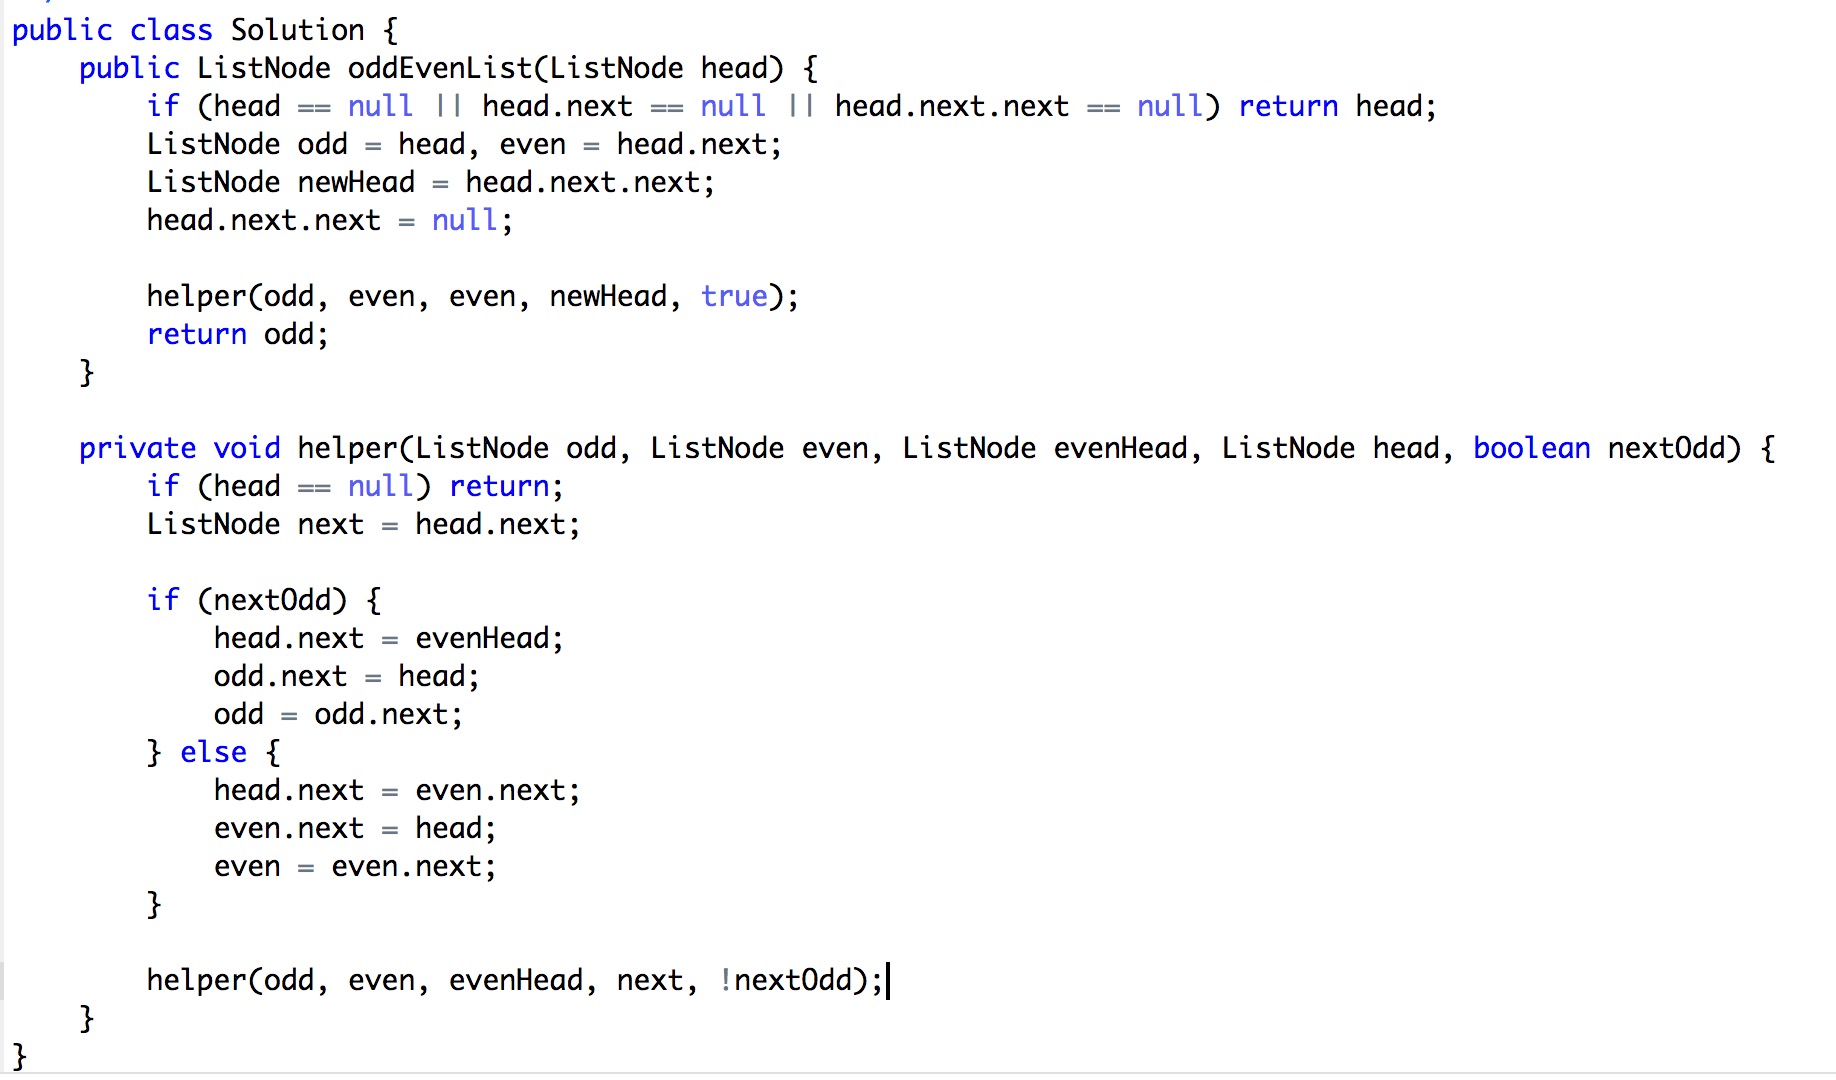 public class Solution {
    public ListNode oddEvenList(ListNode head) {
        if (head == null || head.next == null || head.next.next == null) return head;
        ListNode odd = head, even = head.next;
        ListNode newHead = head.next.next;
        head.next.next = null;

        helper(odd, even, even, newHead, true);
        return odd;
    }

    private void helper(ListNode odd, ListNode even, ListNode evenHead, ListNode head, boolean nextOdd) {
        if (head == null) return;
        ListNode next = head.next;

        if (nextOdd) {
            head.next = evenHead;
            odd.next = head;
            odd = odd.next;
        } else {
            head.next = even.next;
            even.next = head;
            even = even.next;
        }

        helper(odd, even, evenHead, next, !nextOdd);
    }
}